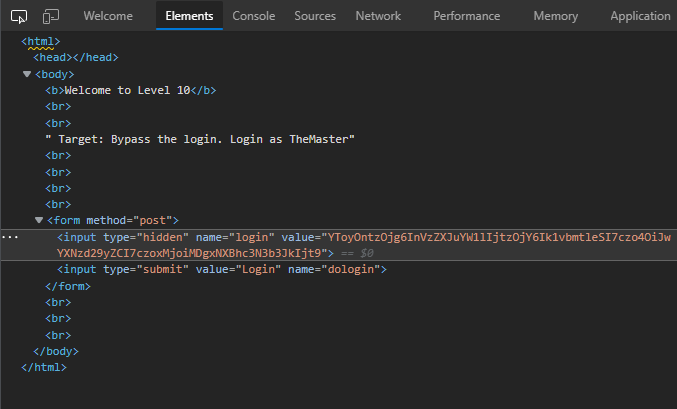 Welcome Elements Console Sources Network Performance Memory Application
<html>
<head></head>
<body>
<b>Welcome to Level 10</b>
<br>
<br>
" Target: Bypass the login. Login as TheMaster"
<br>
<br>
<br>
<br>
<form method="post">
<input type="hidden" name="login" value="YToyOntzOjg6InVzZXJuYW1lIjtzOjY6Ik1vbmtleSI7czo4OiJw
YXNzd29yZCI7czoxMjoiMDgxNXBhc3N3b3JkIjt9"> == $0
<input type="submit" value="Login" name="dologin">
</form>
<br>
<br>
<br>
</body>
</html>